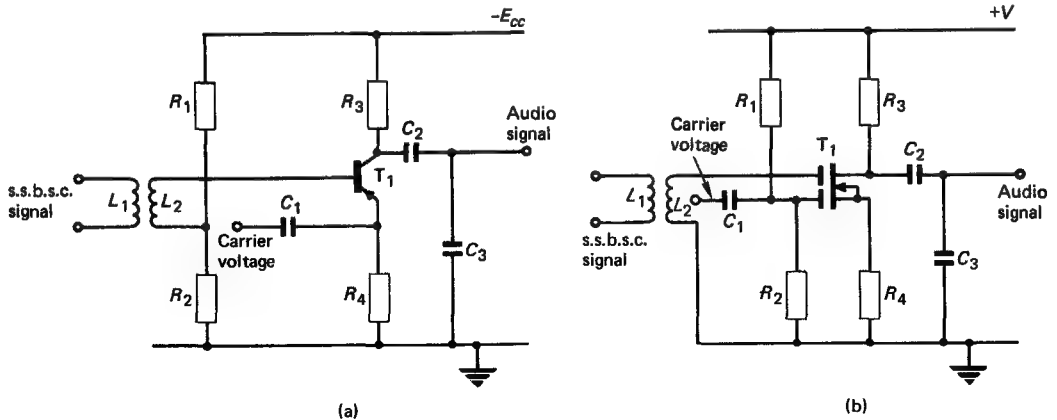 −E_cc
R₁
R₃
Audio
signal
C₂
T₁
s.s.b.s.c.
signal
L₁
L₂
C₁
Carrier
voltage
C₃
R₂
R₄
(a)
+V
R₁
R₃
Carrier
voltage
T₁
C₂
L₁
L₂
C₁
Audio
signal
s.s.b.s.c.
signal
C₃
R₂
R₄
(b)